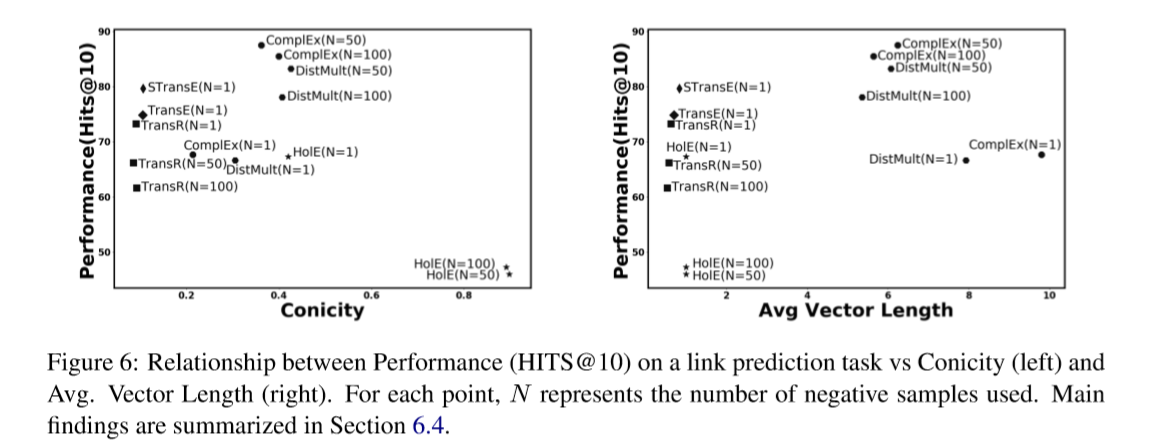 Performance(Hits@10)
90
80
70
60
50
ComplEx(N=50)
ComplEx(N=100)
DistMult(N=50)
STransE(N=1)
DistMult(N=100)
TransE(N=1)
TransR(N=1)
ComplEx(N=1)
HolE(N=1)
TransR(N=50)
DistMult(N=1)
TransR(N=100)
HolE(N=100)
HolE(N=50)
0.2 0.4 0.6 0.8
Conicity
Performance(Hits@10)
90
80
70
60
50
ComplEx(N=50)
ComplEx(N=100)
DistMult(N=50)
STransE(N=1)
DistMult(N=100)
TransE(N=1)
TransR(N=1)
HolE(N=1)
ComplEx(N=1)
TransR(N=50)
DistMult(N=1)
TransR(N=100)
HolE(N=100)
HolE(N=50)
2 4 6 8 10
Avg Vector Length
Figure 6: Relationship between Performance (HITS@10) on a link prediction task vs Conicity (left) and
Avg. Vector Length (right). For each point, N represents the number of negative samples used. Main
findings are summarized in Section 6.4.